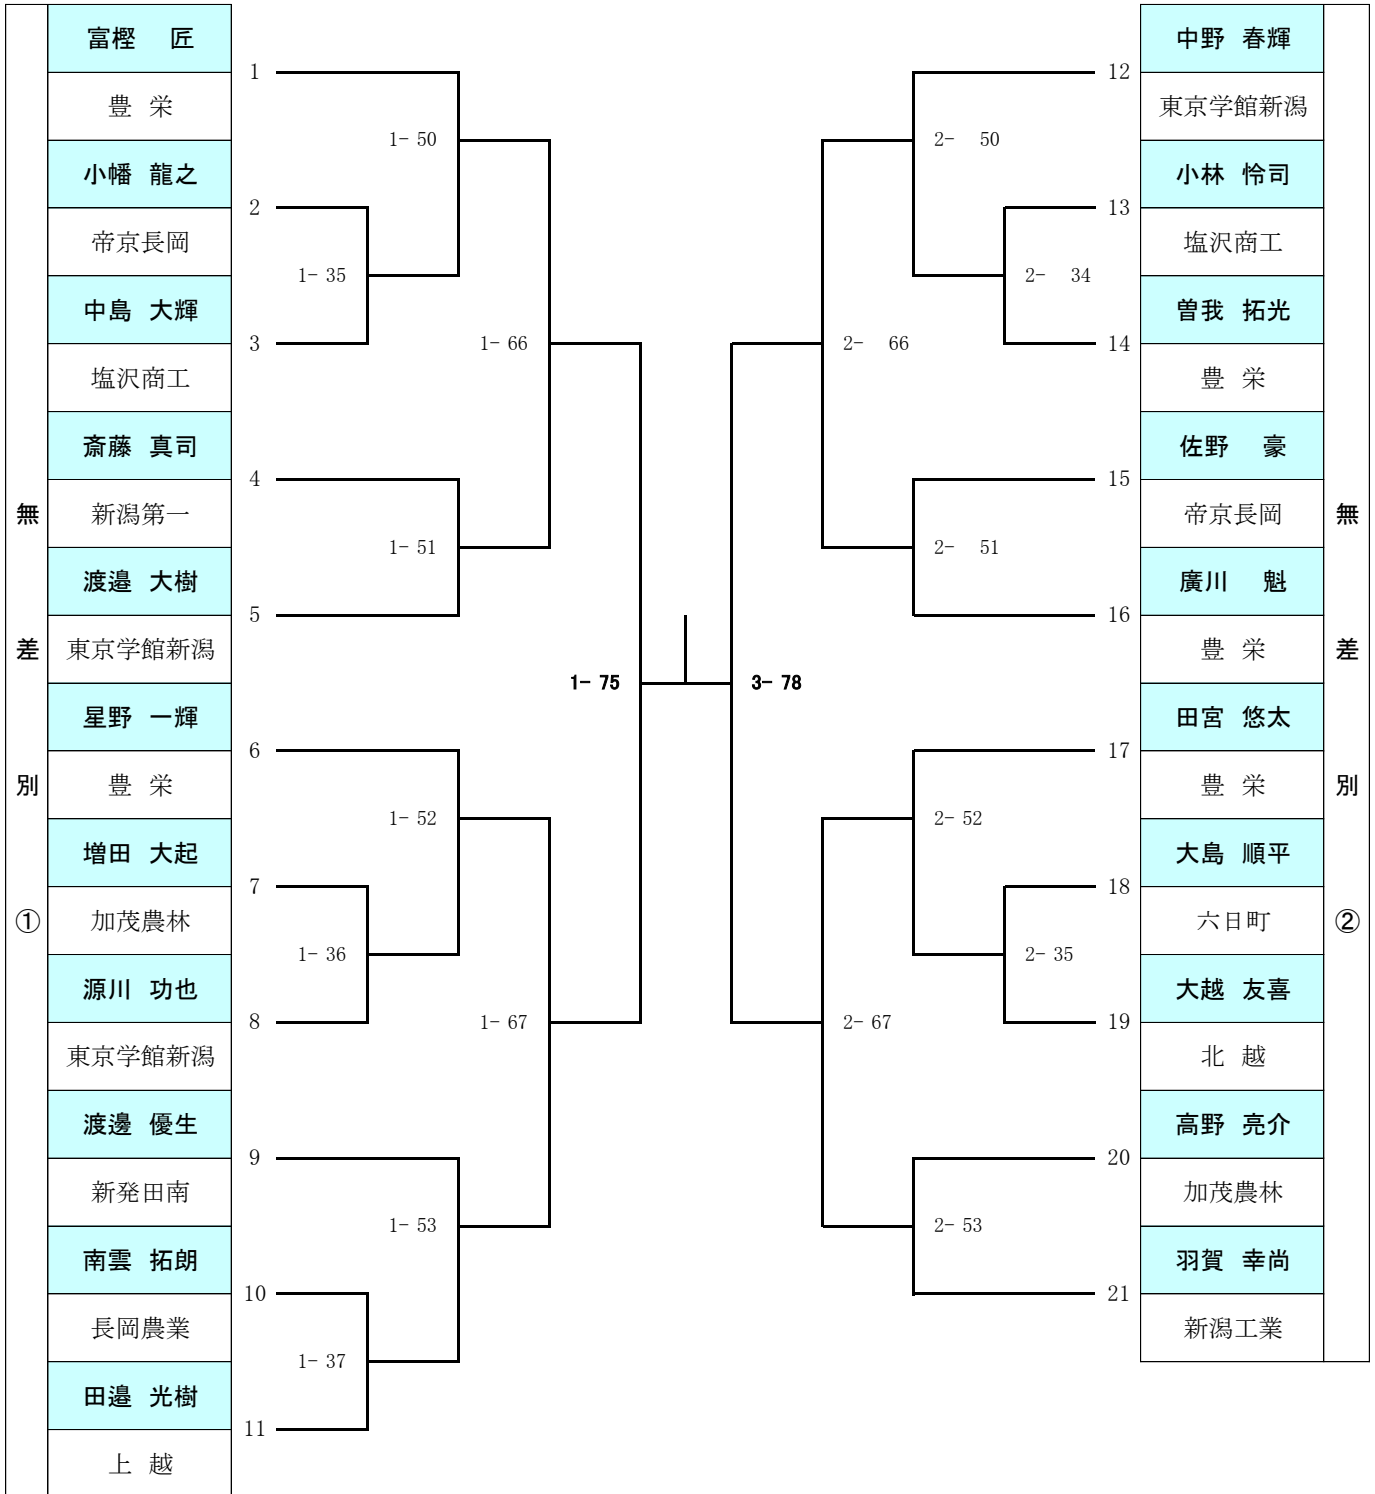 無
差
別
①
富樫 匠
1
豊 栄
小幡 龍之
2
帝京長岡
中島 大輝
3
塩沢商工
斎藤 真司
4
新潟第一
渡邉 大樹
5
東京学館新潟
星野 一輝
6
豊 栄
増田 大起
7
加茂農林
源川 功也
8
東京学館新潟
渡邊 優生
9
新発田南
南雲 拓朗
10
長岡農業
田邉 光樹
11
上 越
1- 50
1- 35
1- 66
1- 51
1- 75
1- 52
1- 36
1- 67
1- 53
1- 37
3- 78
2- 50
2- 34
2- 66
2- 51
2- 52
2- 35
2- 67
2- 53
中野 春輝
12
東京学館新潟
小林 怜司
13
塩沢商工
曽我 拓光
14
豊 栄
佐野 豪
15
帝京長岡
廣川 魁
16
豊 栄
田宮 悠太
17
豊 栄
大島 順平
18
六日町
大越 友喜
19
北 越
高野 亮介
20
加茂農林
羽賀 幸尚
21
新潟工業
無
差
別
②